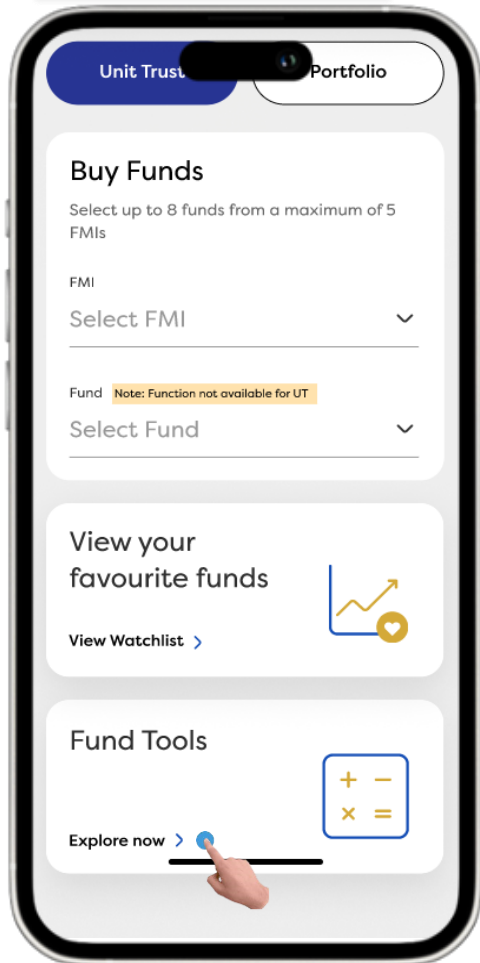 Unit Trust
Portfolio
Buy Funds
Select up to 8 funds from a maximum of 5
FMIs
FMI
Select FMI
Fund Note: Function not available for UT
Select Fund
View your
favourite funds
View Watchlist >
Fund Tools
+ −
× =
Explore now >